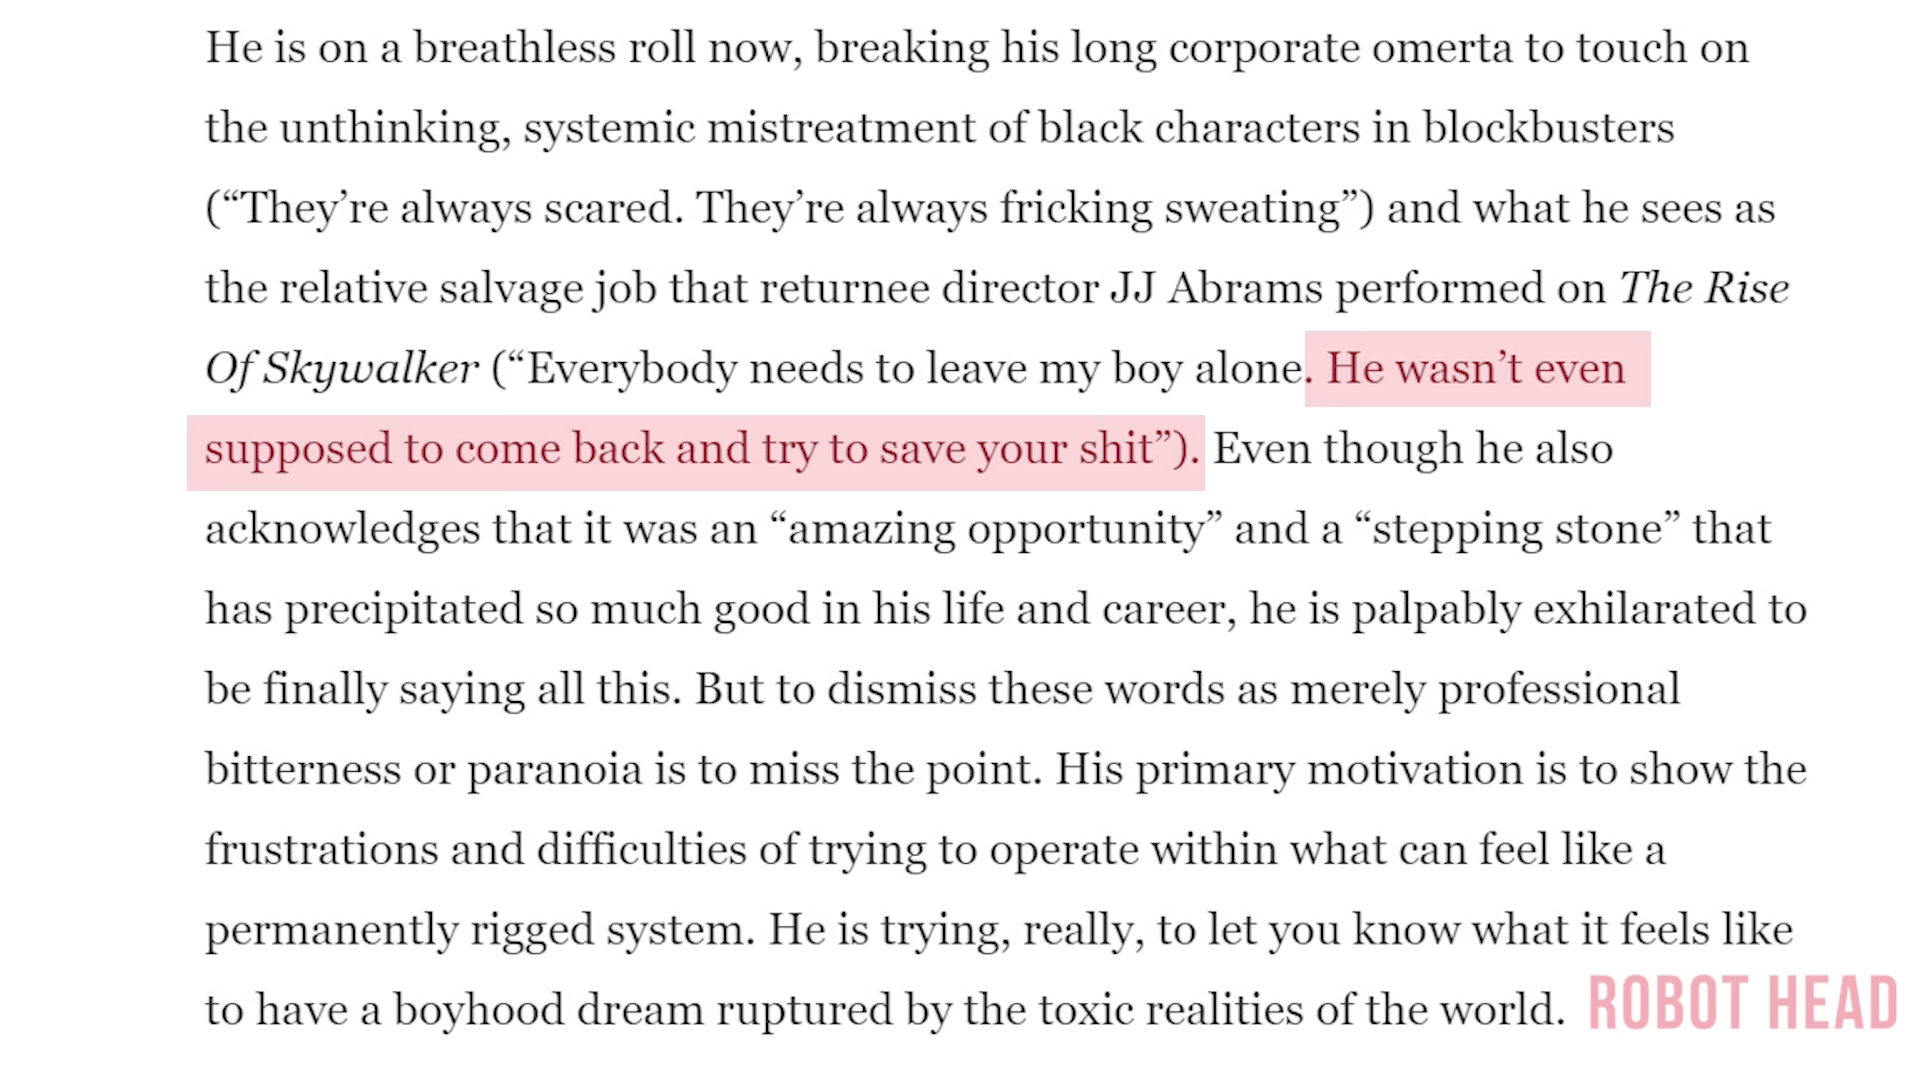 He is on a breathless roll now, breaking his long corporate omerta to touch on
the unthinking, systemic mistreatment of black characters in blockbusters
(“They’re always scared. They’re always fricking sweating”) and what he sees as
the relative salvage job that returnee director JJ Abrams performed on The Rise
Of Skywalker (“Everybody needs to leave my boy alone. He wasn’t even
supposed to come back and try to save your shit”). Even though he also
acknowledges that it was an “amazing opportunity” and a “stepping stone” that
has precipitated so much good in his life and career, he is palpably exhilarated to
be finally saying all this. But to dismiss these words as merely professional
bitterness or paranoia is to miss the point. His primary motivation is to show the
frustrations and difficulties of trying to operate within what can feel like a
permanently rigged system. He is trying, really, to let you know what it feels like
to have a boyhood dream ruptured by the toxic realities of the world.
ROBOT HEAD